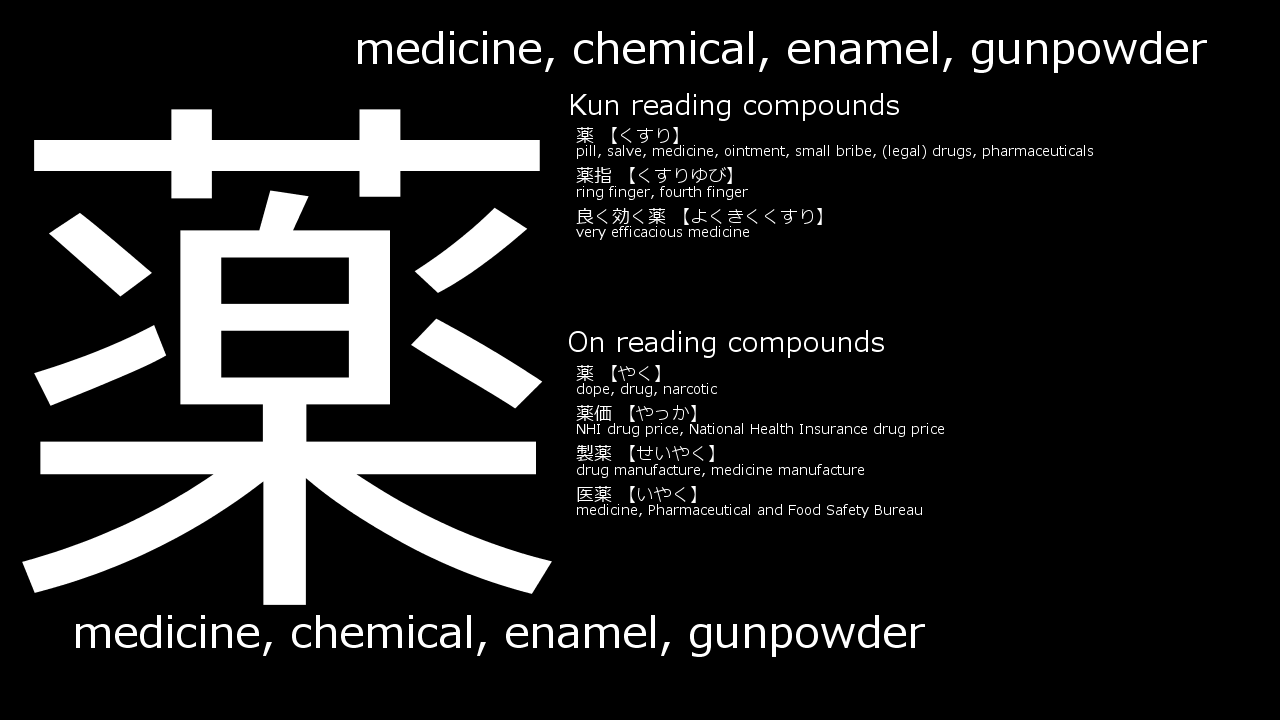 medicine, chemical, enamel, gunpowder
薬
Kun reading compounds
薬 【くすり】
pill, salve, medicine, ointment, small bribe, (legal) drugs, pharmaceuticals
薬指 【くすりゆび】
ring finger, fourth finger
良く効く薬 【よくきくくすり】
very efficacious medicine
On reading compounds
薬 【やく】
dope, drug, narcotic
薬価 【やっか】
NHI drug price, National Health Insurance drug price
製薬 【せいやく】
drug manufacture, medicine manufacture
医薬 【いやく】
medicine, Pharmaceutical and Food Safety Bureau
medicine, chemical, enamel, gunpowder